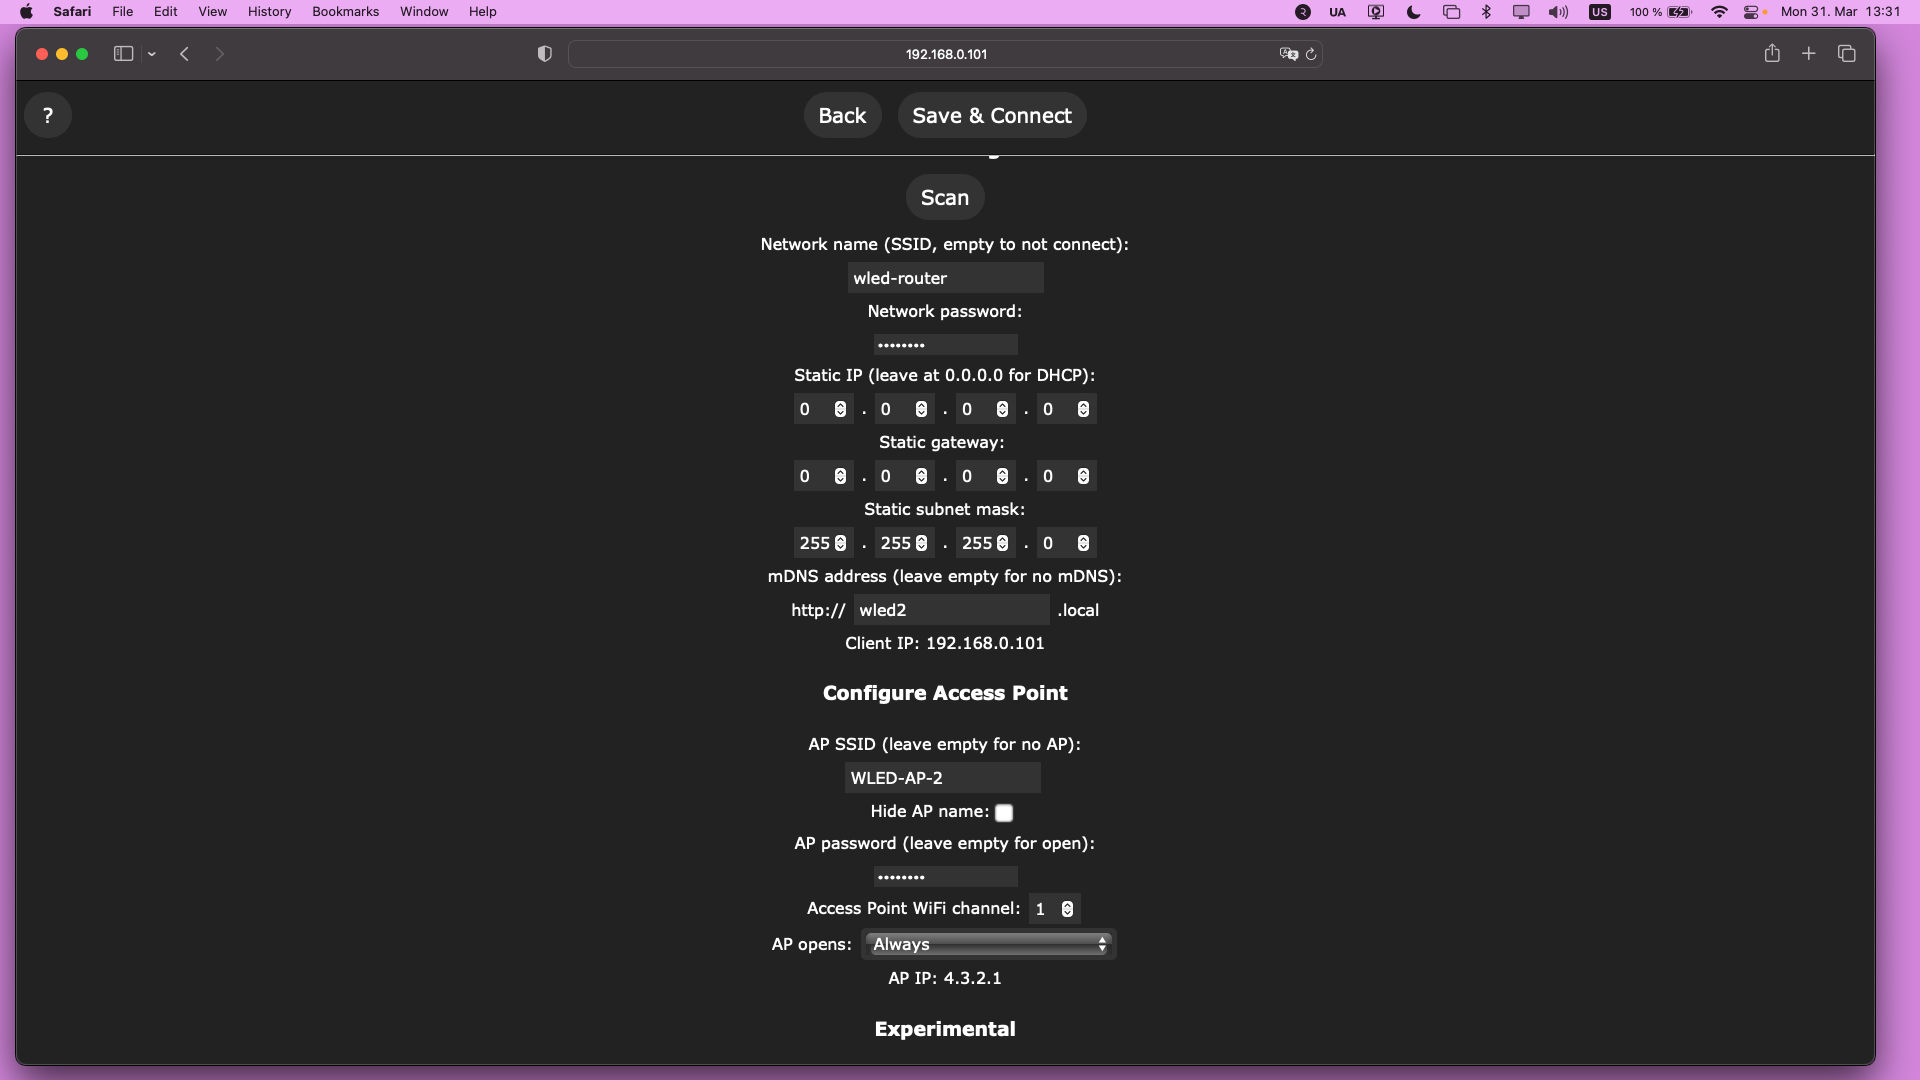 Safari File Edit View History Bookmarks Window Help UA US 100 % Mon 31. Mar 13:31
192.168.0.101
? Back Save & Connect
Scan
Network name (SSID, empty to not connect):
wled-router
Network password:
••••••••
Static IP (leave at 0.0.0.0 for DHCP):
0 . 0 . 0 . 0
Static gateway:
0 . 0 . 0 . 0
Static subnet mask:
255 . 255 . 255 . 0
mDNS address (leave empty for no mDNS):
http:// wled2 .local
Client IP: 192.168.0.101
Configure Access Point
AP SSID (leave empty for no AP):
WLED-AP-2
Hide AP name:
AP password (leave empty for open):
••••••••
Access Point WiFi channel: 1
AP opens: Always
AP IP: 4.3.2.1
Experimental